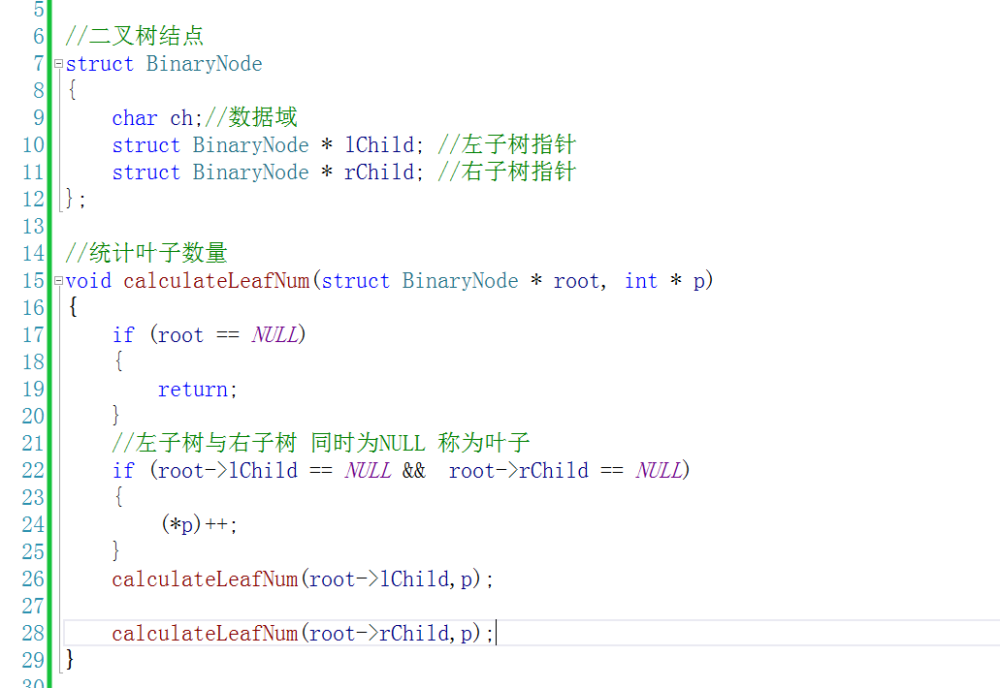 5
6 //二叉树结点
7 struct BinaryNode
8 {
9 char ch;//数据域
10 struct BinaryNode * lChild; //左子树指针
11 struct BinaryNode * rChild; //右子树指针
12 };
13
14 //统计叶子数量
15 void calculateLeafNum(struct BinaryNode * root, int * p)
16 {
17 if (root == NULL)
18 {
19 return;
20 }
21 //左子树与右子树 同时为NULL 称为叶子
22 if (root->lChild == NULL && root->rChild == NULL)
23 {
24 (*p)++;
25 }
26 calculateLeafNum(root->lChild,p);
27
28 calculateLeafNum(root->rChild,p);
29 }
30